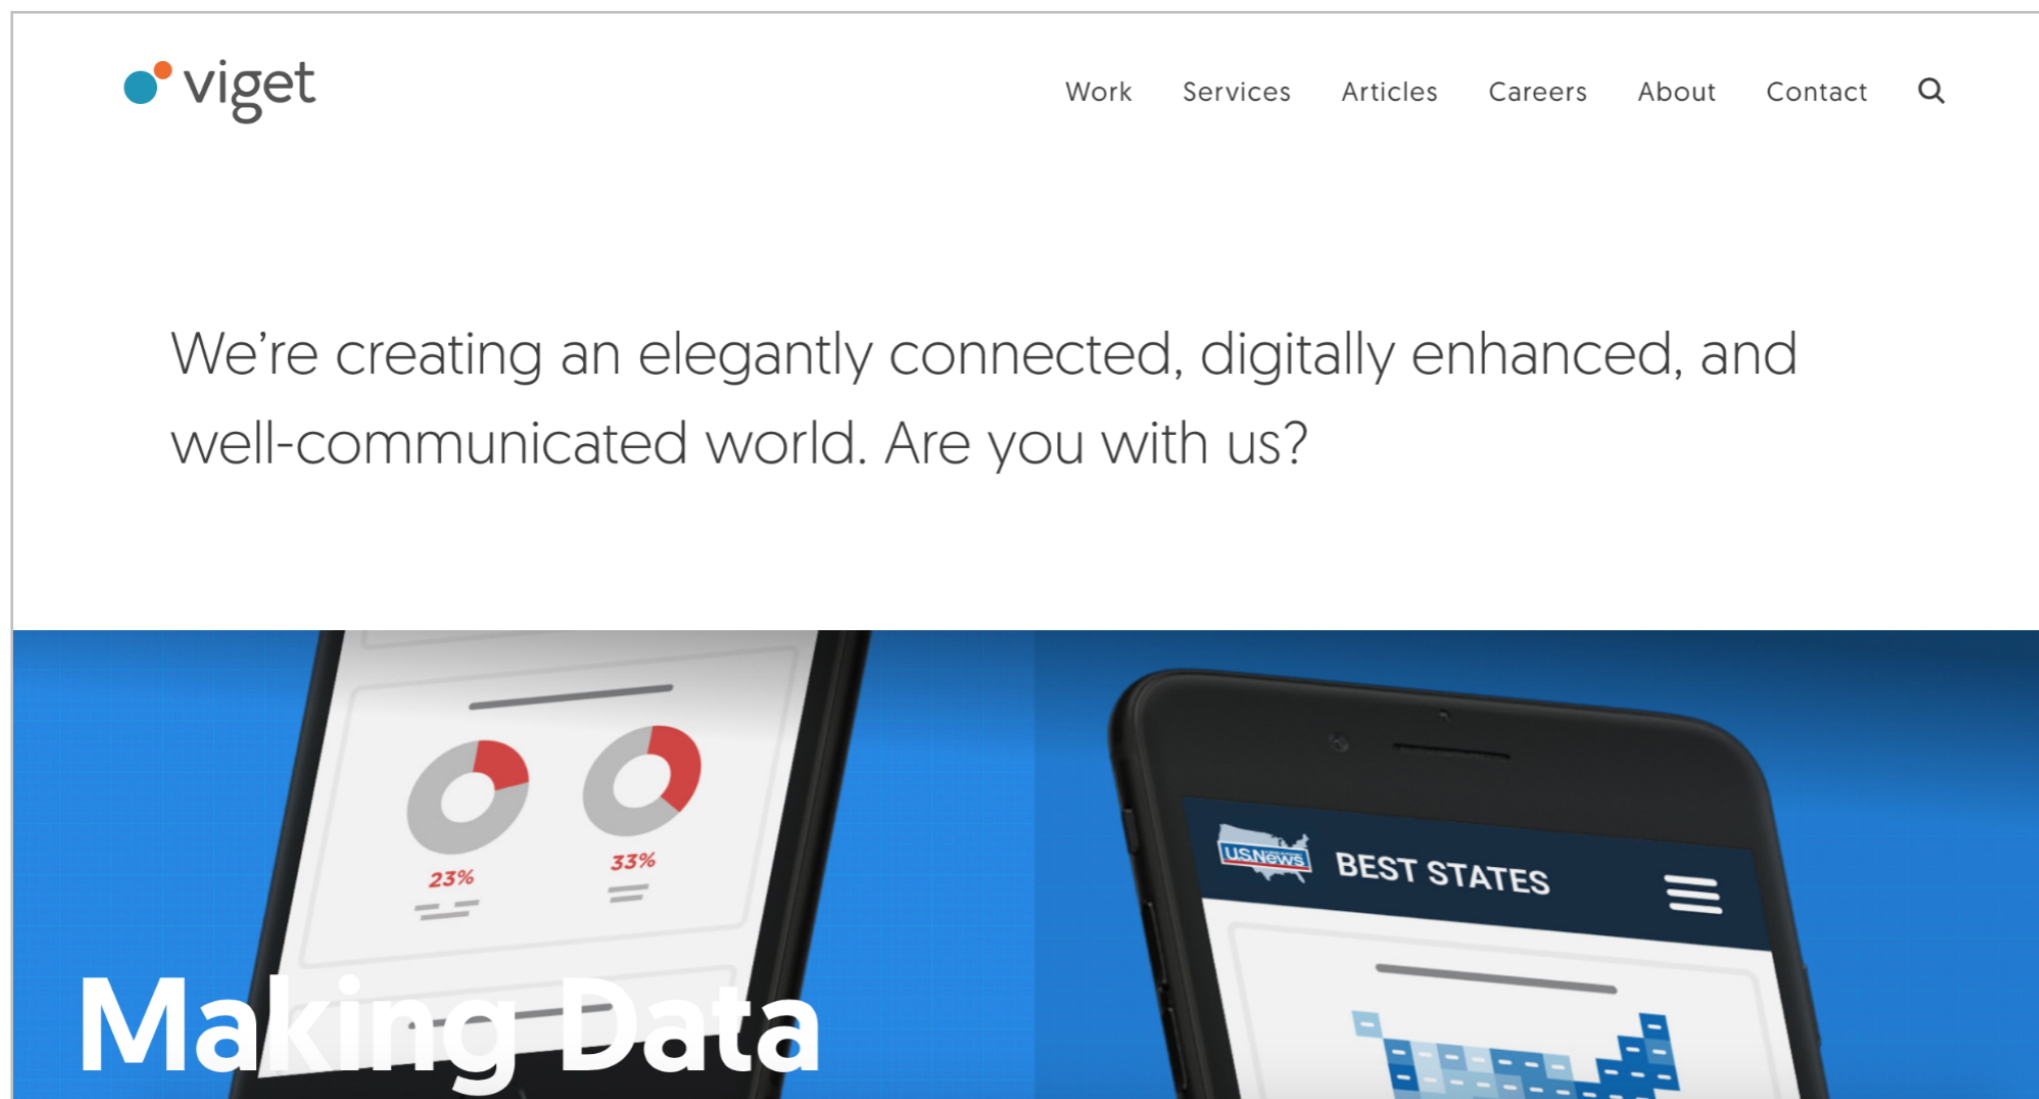 viget
Work Services Articles Careers About Contact
We’re creating an elegantly connected, digitally enhanced, and
well-communicated world. Are you with us?
23%
33%
U.S.News
BEST STATES
Making Data